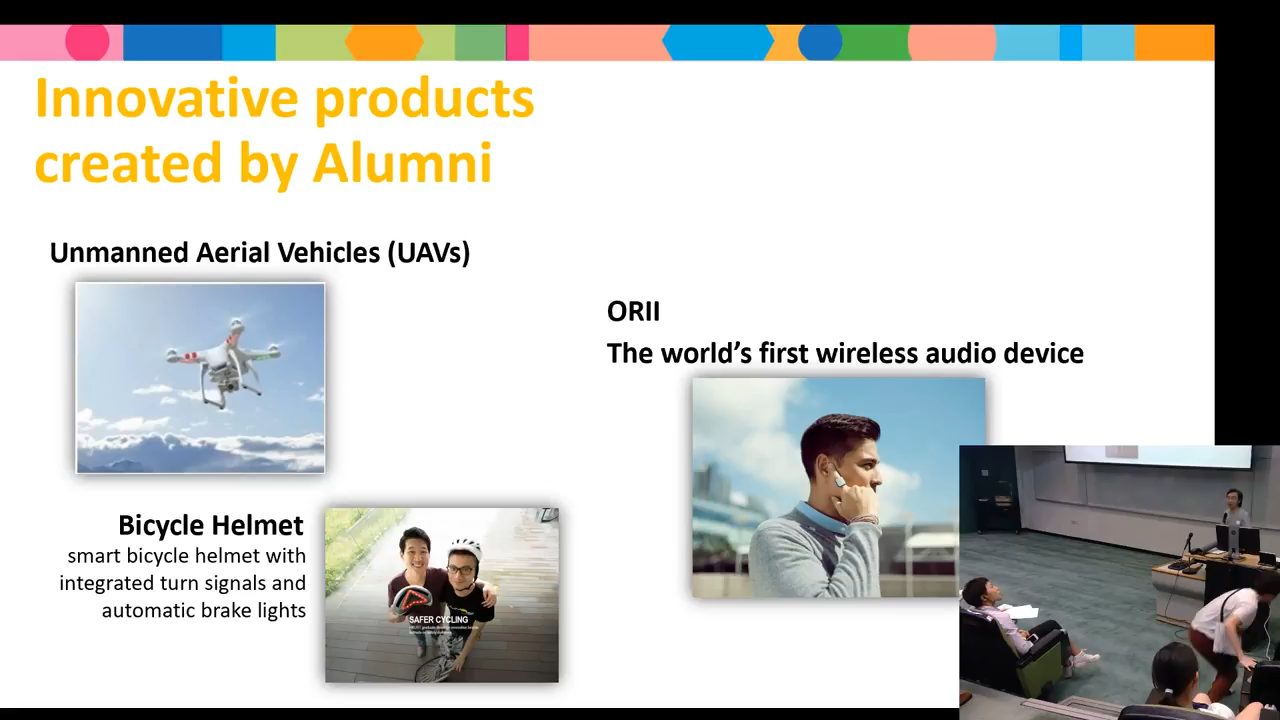 Innovative products
created by Alumni
Unmanned Aerial Vehicles (UAVs)
ORII
The world's first wireless audio device
Bicycle Helmet
smart bicycle helmet with
integrated turn signals and
automatic brake lights
SAFER CYCLING